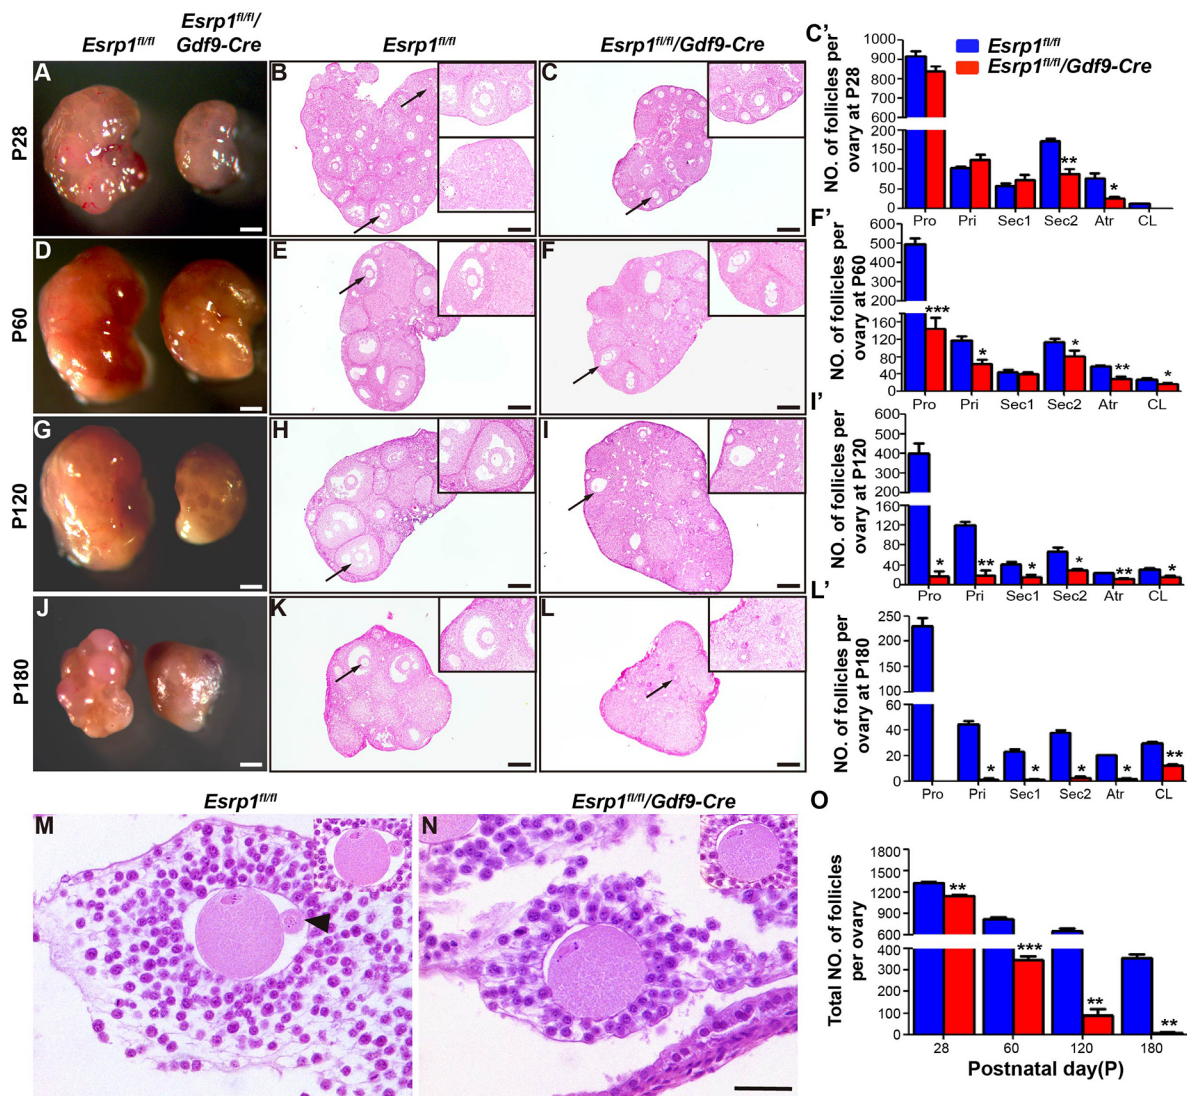 Esrp1fl/fl
Esrp1fl/fl/
Gdf9-Cre
Esrp1fl/fl
Esrp1fl/fl/Gdf9-Cre
P28
A
B
C
P60
D
E
F
P120
G
H
I
P180
J
K
L
C’
NO. of follicles per
ovary at P28
1000
900
800
700
600
200
150
100
50
0
Esrp1fl/fl
Esrp1fl/fl/Gdf9-Cre
**
*
Pro Pri Sec1 Sec2 Atr CL
F’
NO. of follicles per
ovary at P60
600
500
400
300
200
160
120
80
40
0
***
*
*
**
*
Pro Pri Sec1 Sec2 Atr CL
I’
NO. of follicles per
ovary at P120
600
500
400
300
200
160
120
80
40
0
*
**
*
*
**
*
Pro Pri Sec1 Sec2 Atr CL
L’
NO. of follicles per
ovary at P180
250
200
150
100
60
40
20
0
*
*
*
*
**
Pro Pri Sec1 Sec2 Atr CL
Esrp1fl/fl
Esrp1fl/fl/Gdf9-Cre
M
N
O
Total NO. of follicles
per ovary
1800
1500
1200
900
600
400
300
200
100
0
**
***
**
**
28 60 120 180
Postnatal day(P)